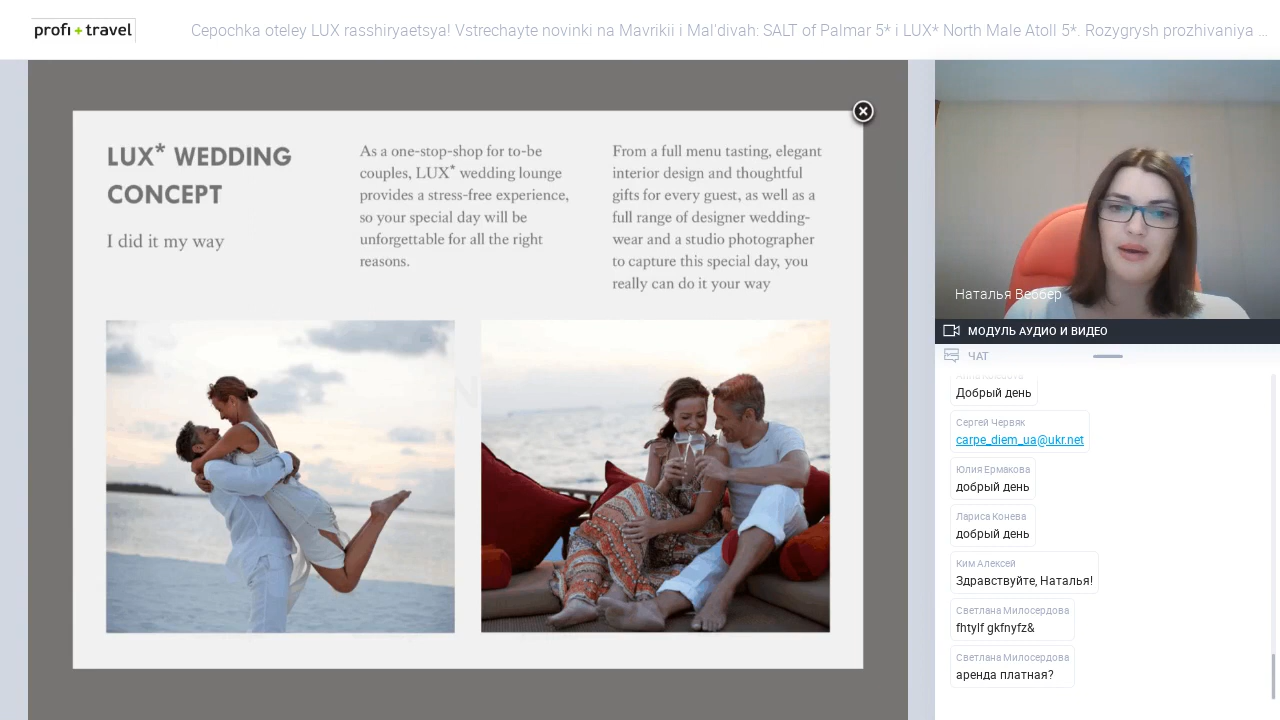 profi + travel
Cepochka oteley LUX rasshiryaetsya! Vstrechayte novinki na Mavrikii i Mal'divah: SALT of Palmar 5* i LUX* North Male Atoll 5*. Rozygrysh prozhivaniya ...
LUX* WEDDING
CONCEPT
I did it my way
As a one-stop-shop for to-be
couples, LUX* wedding lounge
provides a stress-free experience,
so your special day will be
unforgettable for all the right
reasons.
From a full menu tasting, elegant
interior design and thoughtful
gifts for every guest, as well as a
full range of designer wedding-
wear and a studio photographer
to capture this special day, you
really can do it your way
Наталья Веббер
МОДУЛЬ АУДИО И ВИДЕО
ЧАТ
Добрый день
Сергей Червяк
carpe_diem_ua@ukr.net
Юлия Ермакова
добрый день
Лариса Конева
добрый день
Ким Алексей
Здравствуйте, Наталья!
Светлана Милосердова
fhtylf gkfnyfz&
Светлана Милосердова
аренда платная?